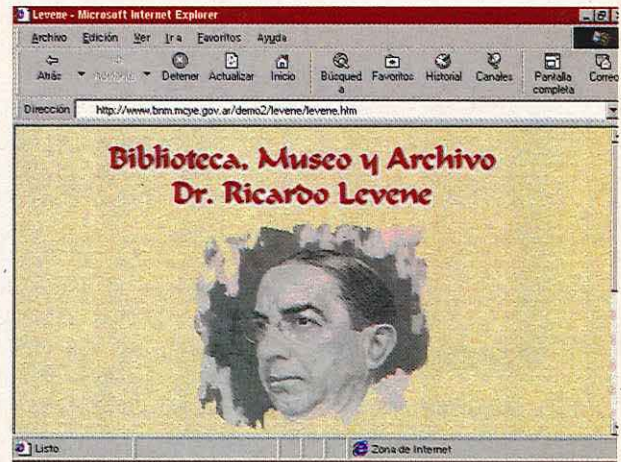 Levene - Microsoft Internet Explorer
Archivo Edición Ver Ir a Favoritos Ayuda
Atrás Detener Actualizar Inicio Búsqueda Favoritos Historial Canales Pantalla completa Correo
Dirección http://www.bnm.mcye.gov.ar/demo2/levene/levene.htm
Biblioteca, Museo y Archivo
Dr. Ricardo Levene
Listo Zona de Internet